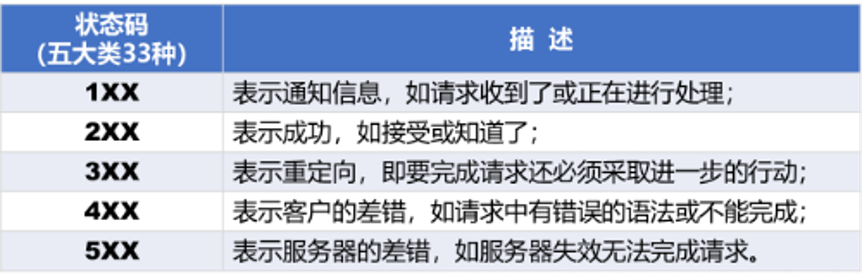 状态码
(五大类33种)
描 述
1XX
表示通知信息，如请求收到了或正在进行处理；
2XX
表示成功，如接受或知道了；
3XX
表示重定向，即要完成请求还必须采取进一步的行动；
4XX
表示客户的差错，如请求中有错误的语法或不能完成；
5XX
表示服务器的差错，如服务器失效无法完成请求。